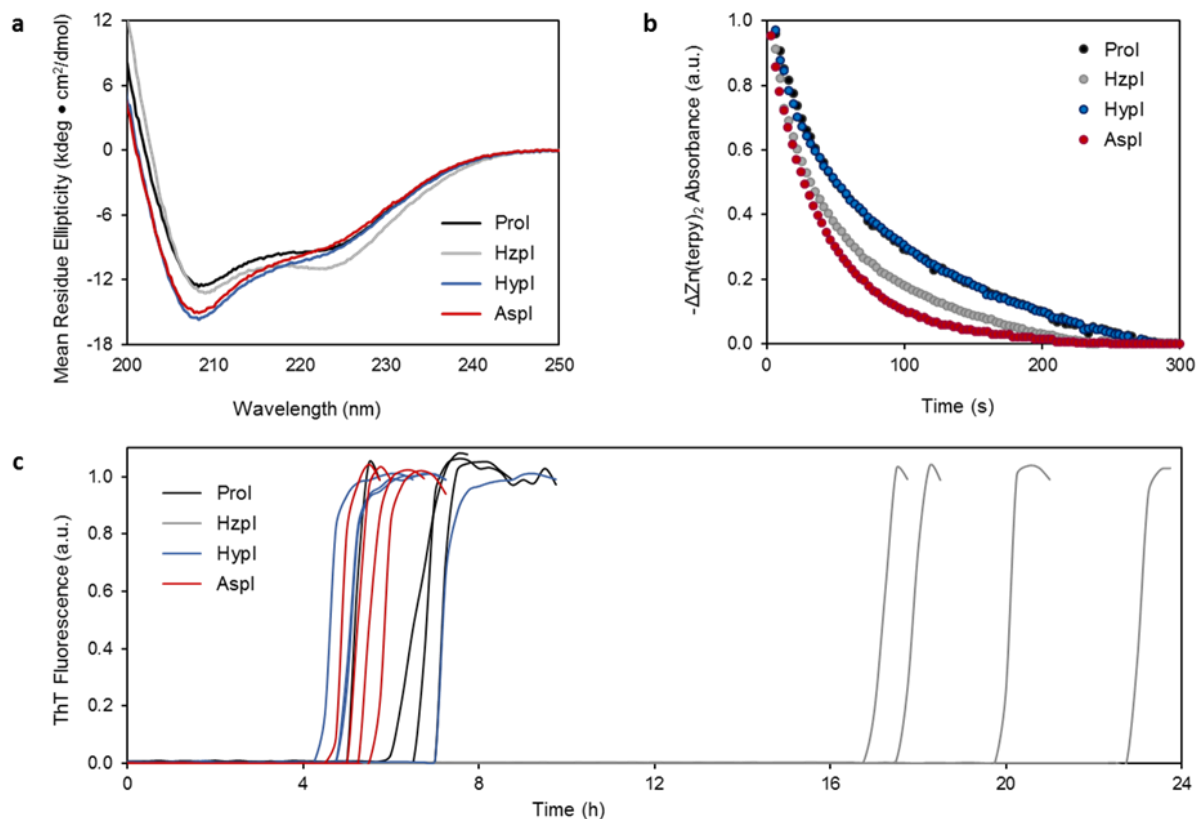 a
Mean Residue Ellipticity (kdeg • cm²/dmol)
12
6
0
-6
-12
-18
200
210
220
230
240
250
Wavelength (nm)
ProI
HzpI
HypI
AspI
b
-ΔZn(terpy)₂ Absorbance (a.u.)
1.0
0.8
0.6
0.4
0.2
0.0
0
100
200
300
Time (s)
ProI
HzpI
HypI
AspI
c
ThT Fluorescence (a.u.)
1.0
0.8
0.6
0.4
0.2
0.0
0
4
8
12
16
20
24
Time (h)
ProI
HzpI
HypI
AspI